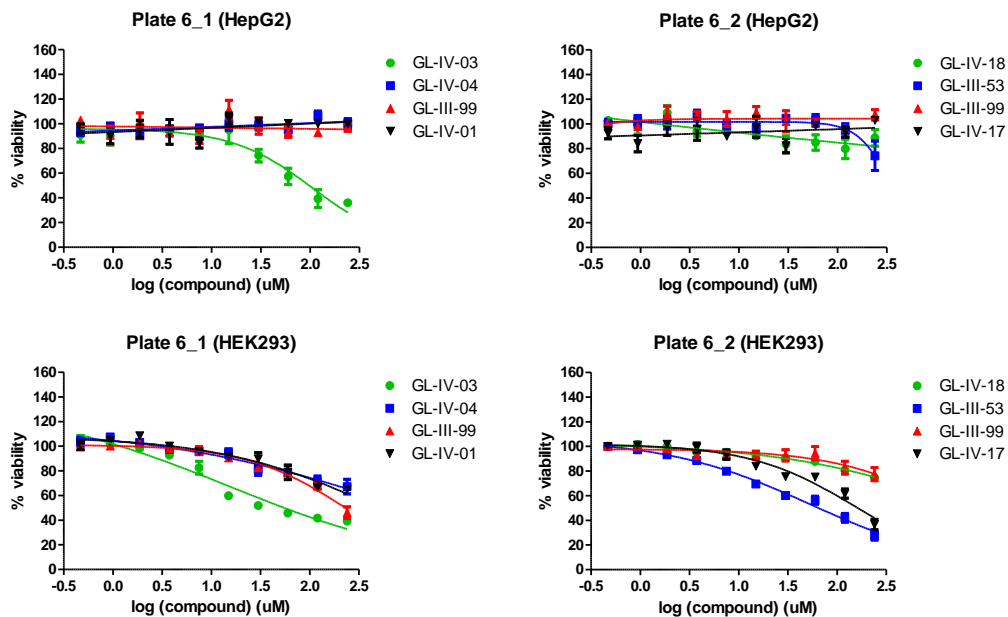 Plate 6_1 (HepG2)
160
140
120
100
80
60
40
20
0
% viability
-0.5 0.0 0.5 1.0 1.5 2.0 2.5
log (compound) (uM)
GL-IV-03
GL-IV-04
GL-III-99
GL-IV-01
Plate 6_2 (HepG2)
160
140
120
100
80
60
40
20
0
% viability
-0.5 0.0 0.5 1.0 1.5 2.0 2.5
log (compound) (uM)
GL-IV-18
GL-III-53
GL-III-99
GL-IV-17
Plate 6_1 (HEK293)
160
140
120
100
80
60
40
20
0
% viability
-0.5 0.0 0.5 1.0 1.5 2.0 2.5
log (compound) (uM)
GL-IV-03
GL-IV-04
GL-III-99
GL-IV-01
Plate 6_2 (HEK293)
160
140
120
100
80
60
40
20
0
% viability
-0.5 0.0 0.5 1.0 1.5 2.0 2.5
log (compound) (uM)
GL-IV-18
GL-III-53
GL-III-99
GL-IV-17